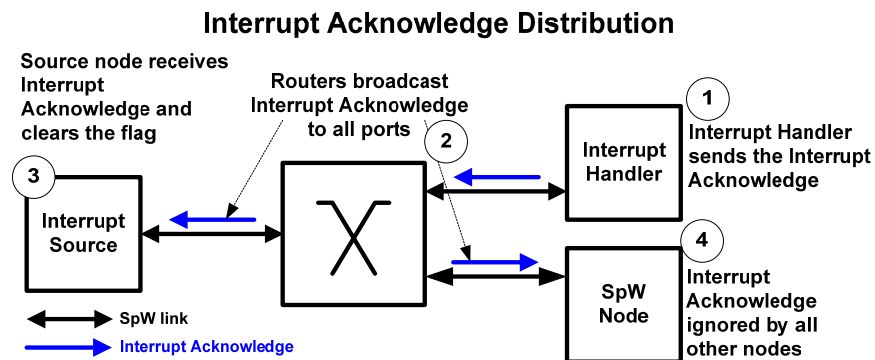 Interrupt Acknowledge Distribution
Source node receives
Interrupt
Acknowledge and
clears the flag
Routers broadcast
Interrupt Acknowledge
to all ports
1
Interrupt Handler
sends the Interrupt
Acknowledge
2
Interrupt
Handler
3
Interrupt
Source
4
SpW
Node
Interrupt
Acknowledge
ignored by all
other nodes
SpW link
Interrupt Acknowledge